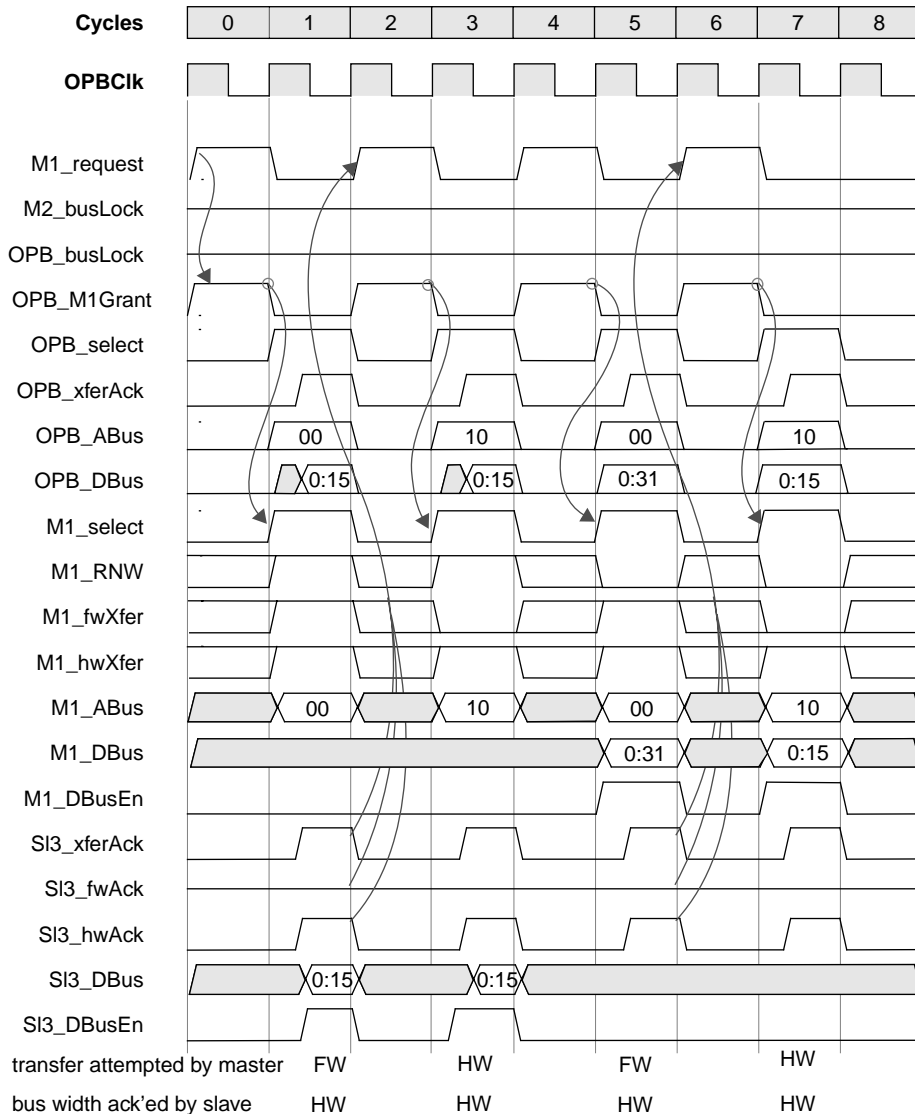 Cycles 0 1 2 3 4 5 6 7 8
OPBClk
M1_request
M2_busLock
OPB_busLock
OPB_M1Grant
OPB_select
OPB_xferAck
OPB_ABus 00 10 00 10
OPB_DBus 0:15 0:15 0:31 0:15
M1_select
M1_RNW
M1_fwXfer
M1_hwXfer
M1_ABus 00 10 00 10
M1_DBus 0:31 0:15
M1_DBusEn
Sl3_xferAck
Sl3_fwAck
Sl3_hwAck
Sl3_DBus 0:15 0:15
Sl3_DBusEn
transfer attempted by master FW HW FW HW
bus width ack'ed by slave HW HW HW HW